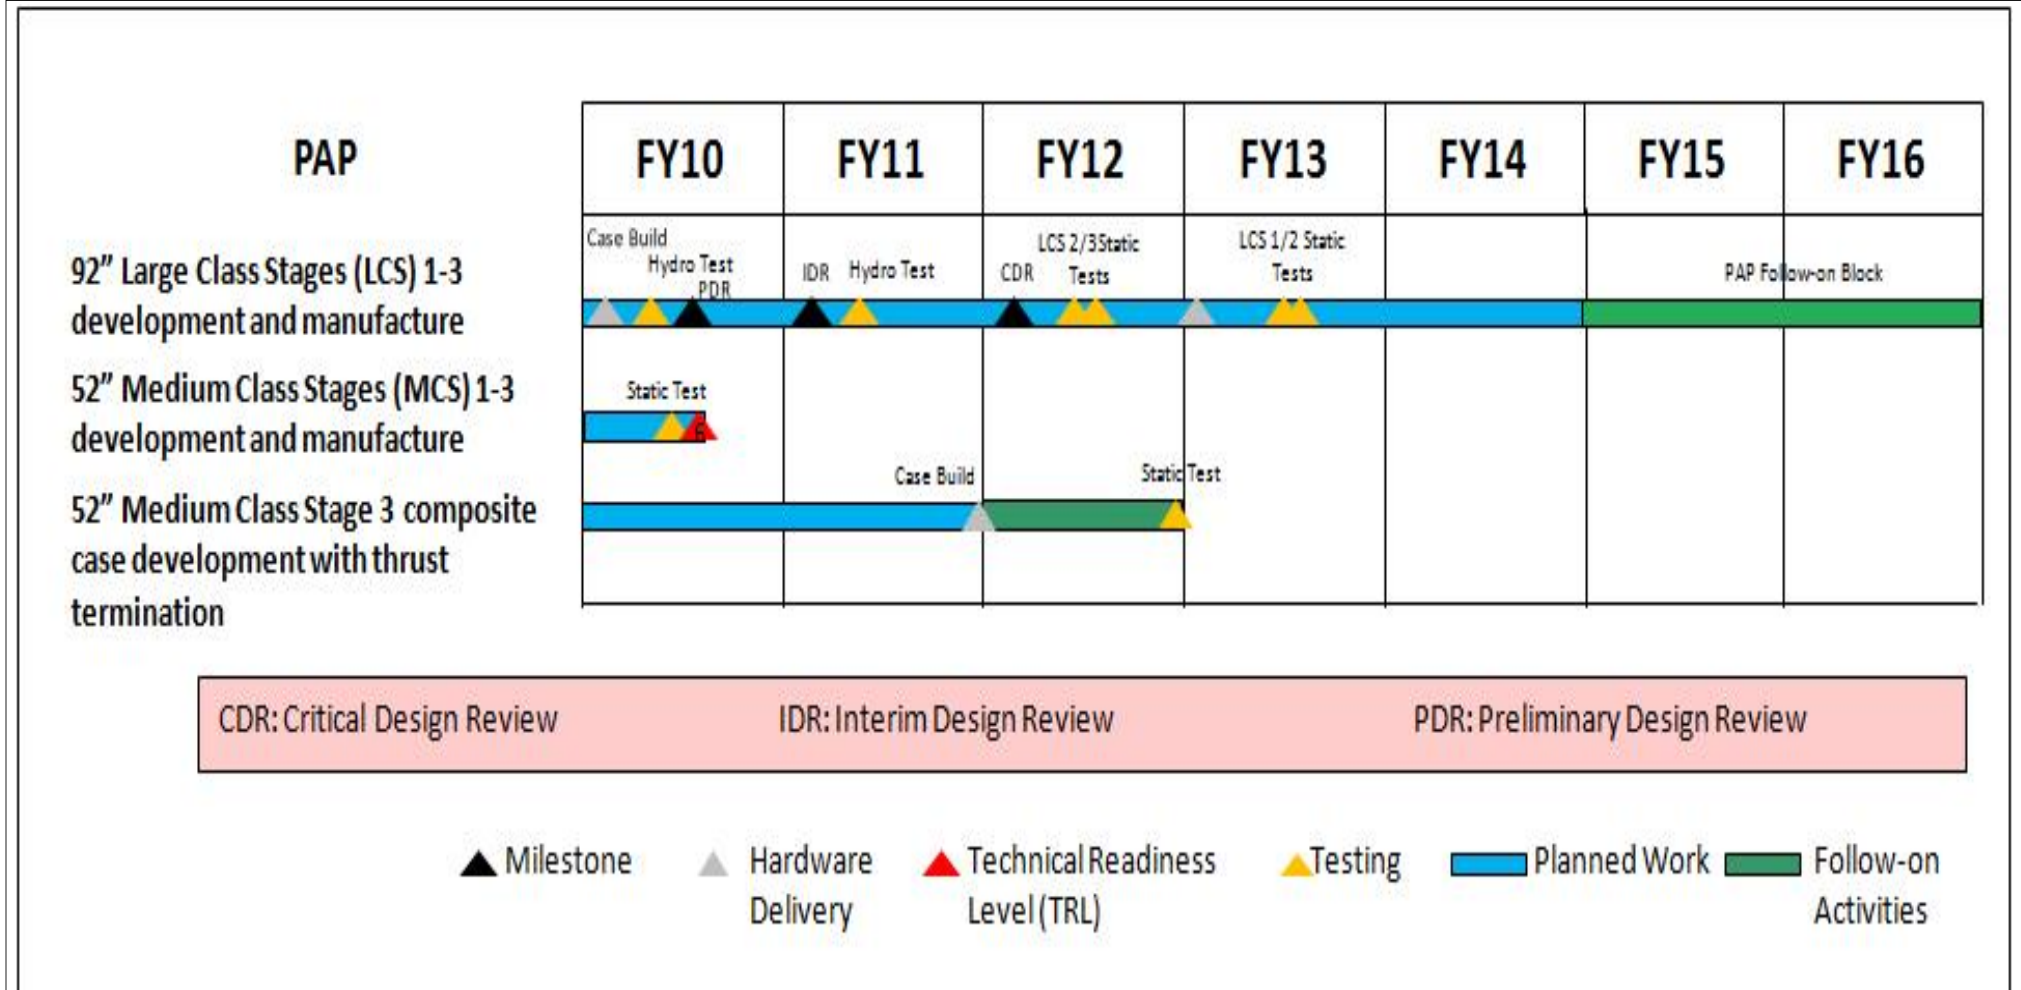 PAP FY10 FY11 FY12 FY13 FY14 FY15 FY16
92” Large Class Stages (LCS) 1-3
development and manufacture
Case Build
Hydro Test
PDR
IDR Hydro Test
CDR
LCS 2/3Static
Tests
LCS 1/2 Static
Tests
PAP Follow-on Block
52” Medium Class Stages (MCS) 1-3
development and manufacture
Static Test
6
52” Medium Class Stage 3 composite
case development with thrust
termination
Case Build
Static Test
CDR: Critical Design Review IDR: Interim Design Review PDR: Preliminary Design Review
Milestone
Hardware
Delivery
Technical Readiness
Level (TRL)
Testing
Planned Work
Follow-on
Activities